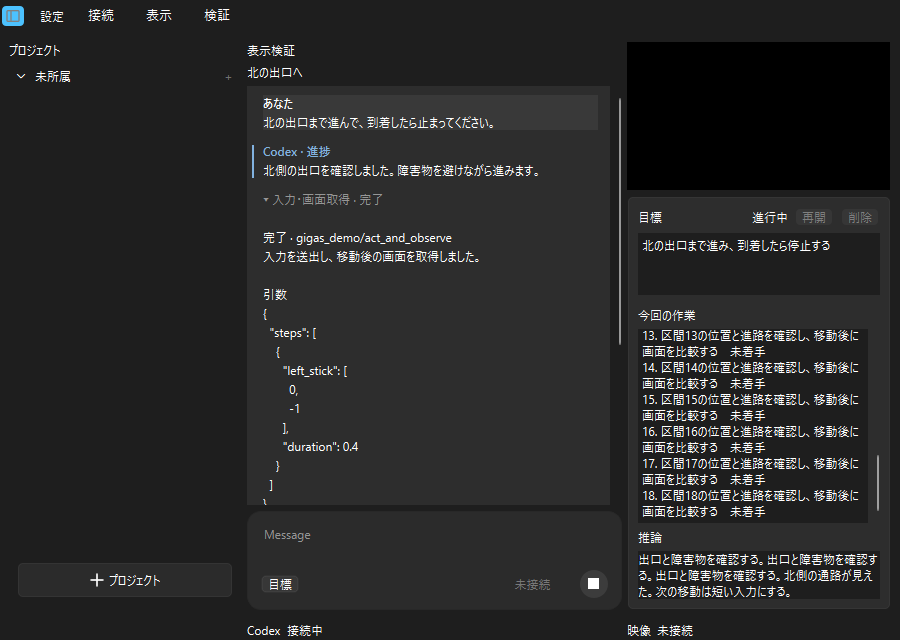 設定 接続 表示 検証
プロジェクト
未所属 +
+ プロジェクト
表示検証
北の出口へ
あなた
北の出口まで進んで、到着したら止まってください。
Codex · 進捗
北側の出口を確認しました。障害物を避けながら進みます。
▾ 入力·画面取得 · 完了
完了 · gigas_demo/act_and_observe
入力を送出し、移動後の画面を取得しました。
引数
{
"steps": [
{
"left_stick": [
0,
-1
],
"duration": 0.4
}
]
}
Message
目標 未接続
Codex 接続中
目標 進行中 再開 削除
北の出口まで進み、到着したら停止する
今回の作業
13. 区間13の位置と進路を確認し、移動後に
画面を比較する 未着手
14. 区間14の位置と進路を確認し、移動後に
画面を比較する 未着手
15. 区間15の位置と進路を確認し、移動後に
画面を比較する 未着手
16. 区間16の位置と進路を確認し、移動後に
画面を比較する 未着手
17. 区間17の位置と進路を確認し、移動後に
画面を比較する 未着手
18. 区間18の位置と進路を確認し、移動後に
画面を比較する 未着手
推論
出口と障害物を確認する。出口と障害物を確認す
る。出口と障害物を確認する。北側の通路が見え
た。次の移動は短い入力にする。
映像 未接続